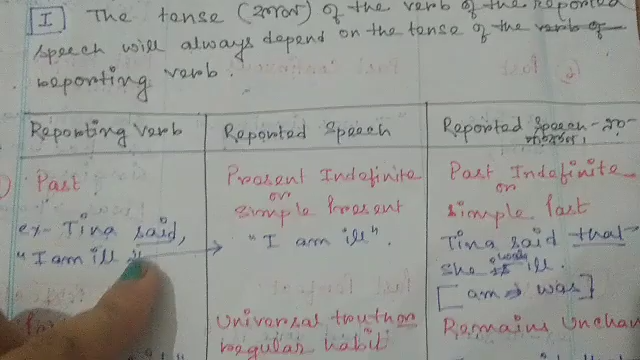 I The tense (काल) of the verb of the Reported
speech will always depend on the tense of the
reporting verb.
Reporting verb
Reported Speech
Reported Speech
Past
ex- Tina said,
"I am ill"
Present Indefinite
or
simple Present
"I am ill".
Past Indefinite
or
simple Past
Tina said that
she was ill.
[am → was]
Universal truth or
regular habit
Remains Unchan